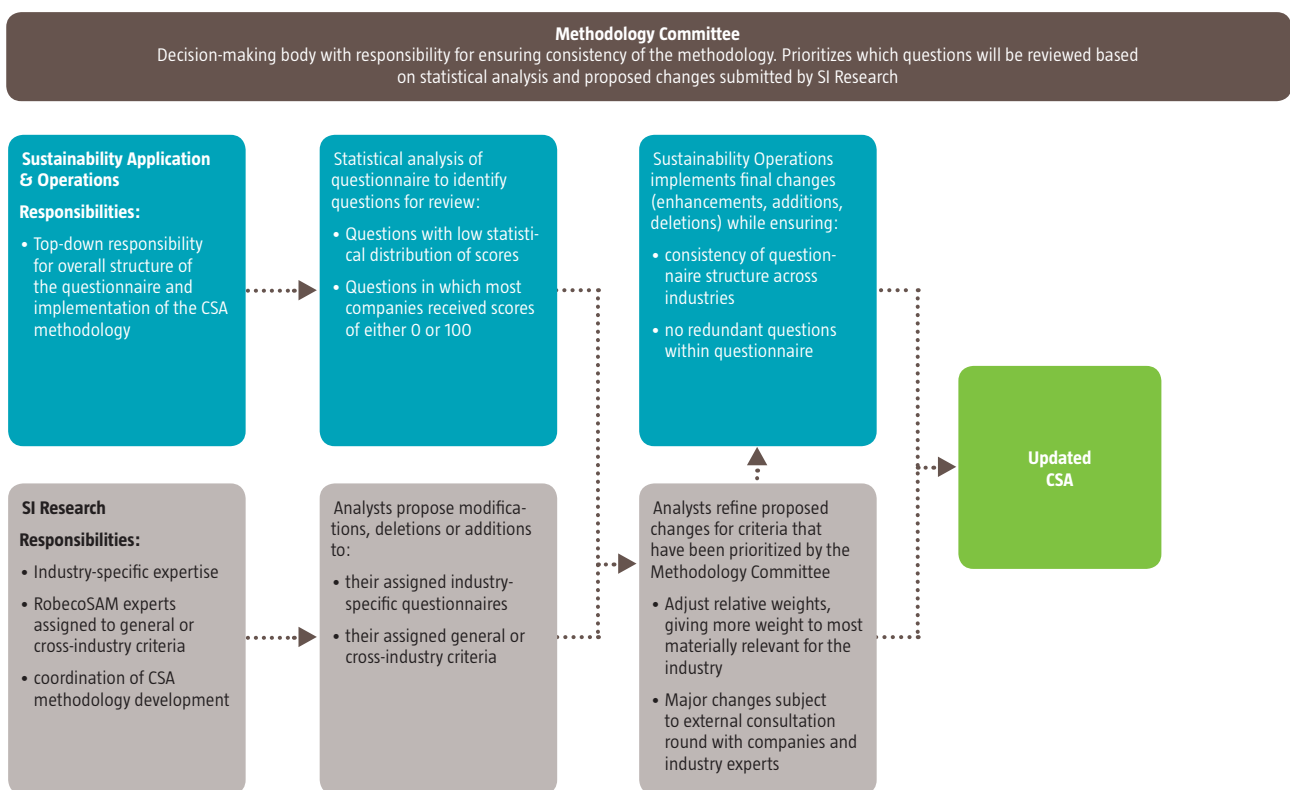 Methodology Committee
Decision-making body with responsibility for ensuring consistency of the methodology. Prioritizes which questions will be reviewed based
on statistical analysis and proposed changes submitted by SI Research
Sustainability Application
& Operations
Responsibilities:
• Top-down responsibility
for overall structure of
the questionnaire and
implementation of the CSA
methodology
Statistical analysis of
questionnaire to identify
questions for review:
• Questions with low statisti-
cal distribution of scores
• Questions in which most
companies received scores
of either 0 or 100
Sustainability Operations
implements final changes
(enhancements, additions,
deletions) while ensuring:
• consistency of question-
naire structure across
industries
• no redundant questions
within questionnaire
Updated
CSA
SI Research
Responsibilities:
• Industry-specific expertise
• RobecoSAM experts
assigned to general or
cross-industry criteria
• coordination of CSA
methodology development
Analysts propose modifica-
tions, deletions or additions
to:
• their assigned industry-
specific questionnaires
• their assigned general or
cross-industry criteria
Analysts refine proposed
changes for criteria that
have been prioritized by the
Methodology Committee
• Adjust relative weights,
giving more weight to most
materially relevant for the
industry
• Major changes subject
to external consultation
round with companies and
industry experts